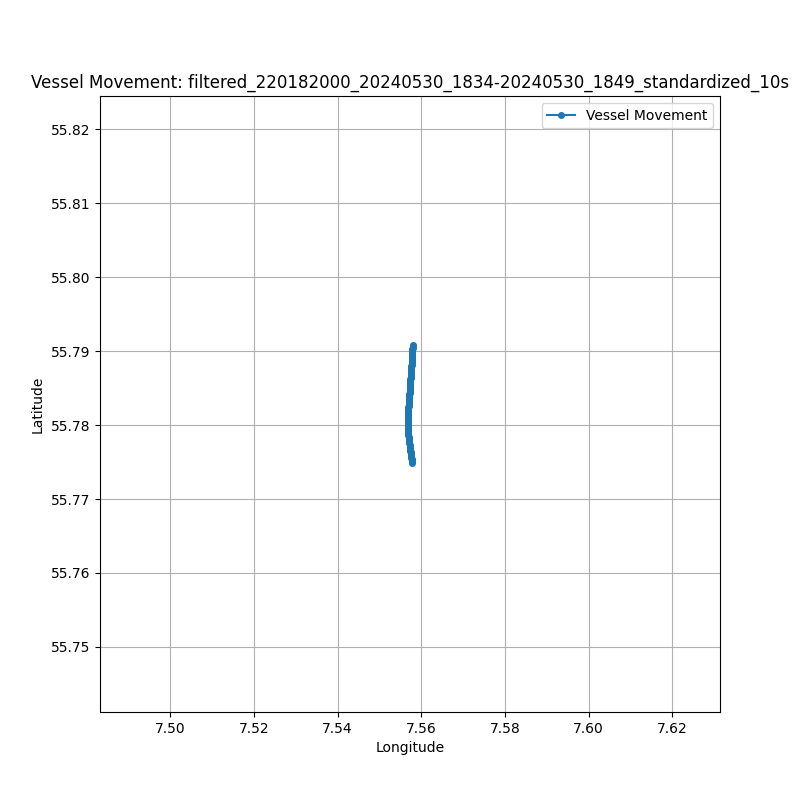 Vessel Movement: filtered_220182000_20240530_1834-20240530_1849_standardized_10s
Vessel Movement
55.82
55.81
55.80
55.79
55.78
55.77
55.76
55.75
Latitude
7.50 7.52 7.54 7.56 7.58 7.60 7.62
Longitude